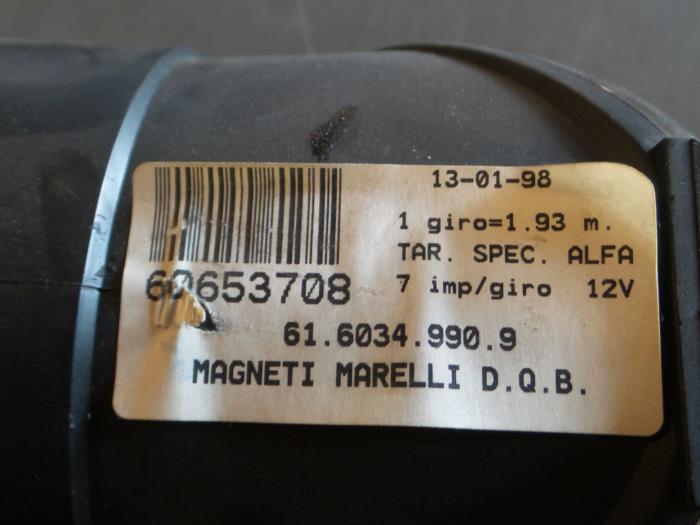 13-01-98
1 giro=1.93 m.
TAR. SPEC. ALFA
60653708
7 imp/giro 12V
61.6034.990.9
MAGNETI MARELLI D.Q.B.